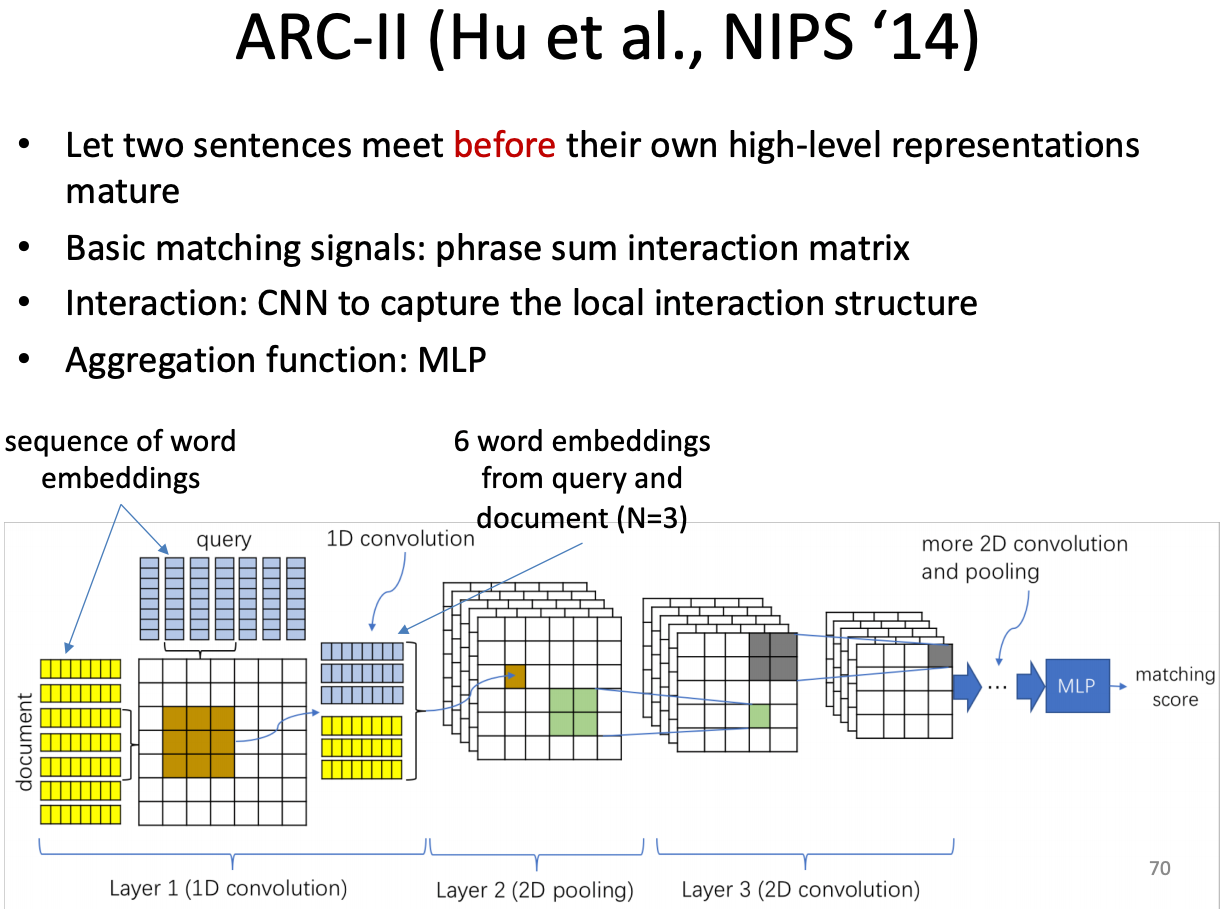 ARC-II (Hu et al., NIPS ‘14)
• Let two sentences meet before their own high-level representations
mature
• Basic matching signals: phrase sum interaction matrix
• Interaction: CNN to capture the local interaction structure
• Aggregation function: MLP
sequence of word
embeddings
6 word embeddings
from query and
document (N=3)
query
1D convolution
more 2D convolution
and pooling
document
...
MLP
matching
score
Layer 1 (1D convolution)
Layer 2 (2D pooling)
Layer 3 (2D convolution)
70